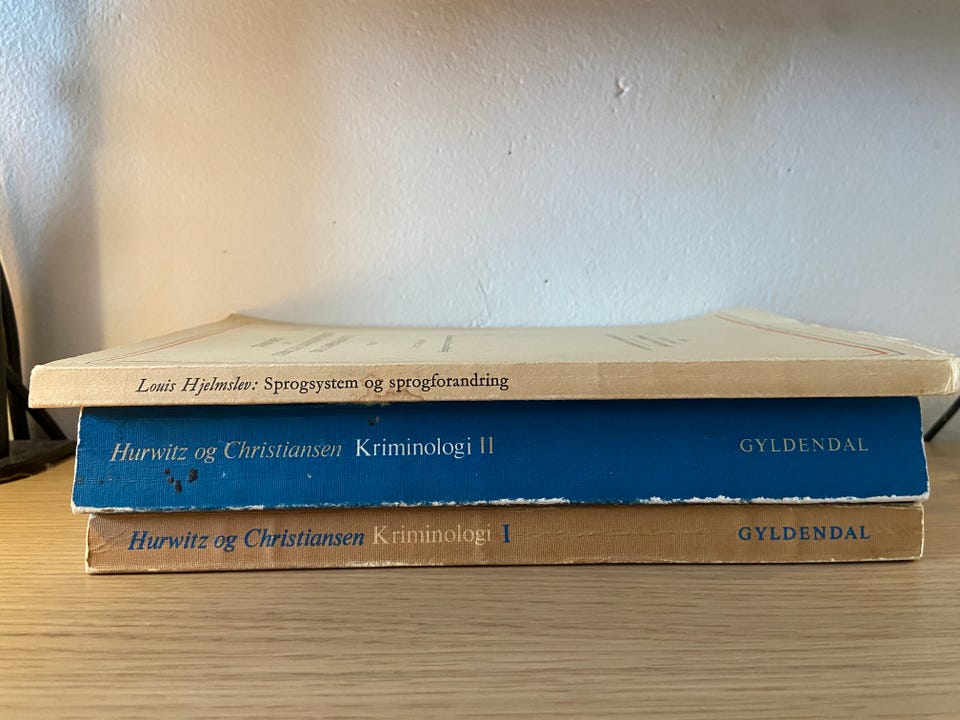 Louis Hjelmslev: Sprogsystem og sprogforandring
Hurwitz og Christiansen Kriminologi II GYLDENDAL
Hurwitz og Christiansen Kriminologi I GYLDENDAL